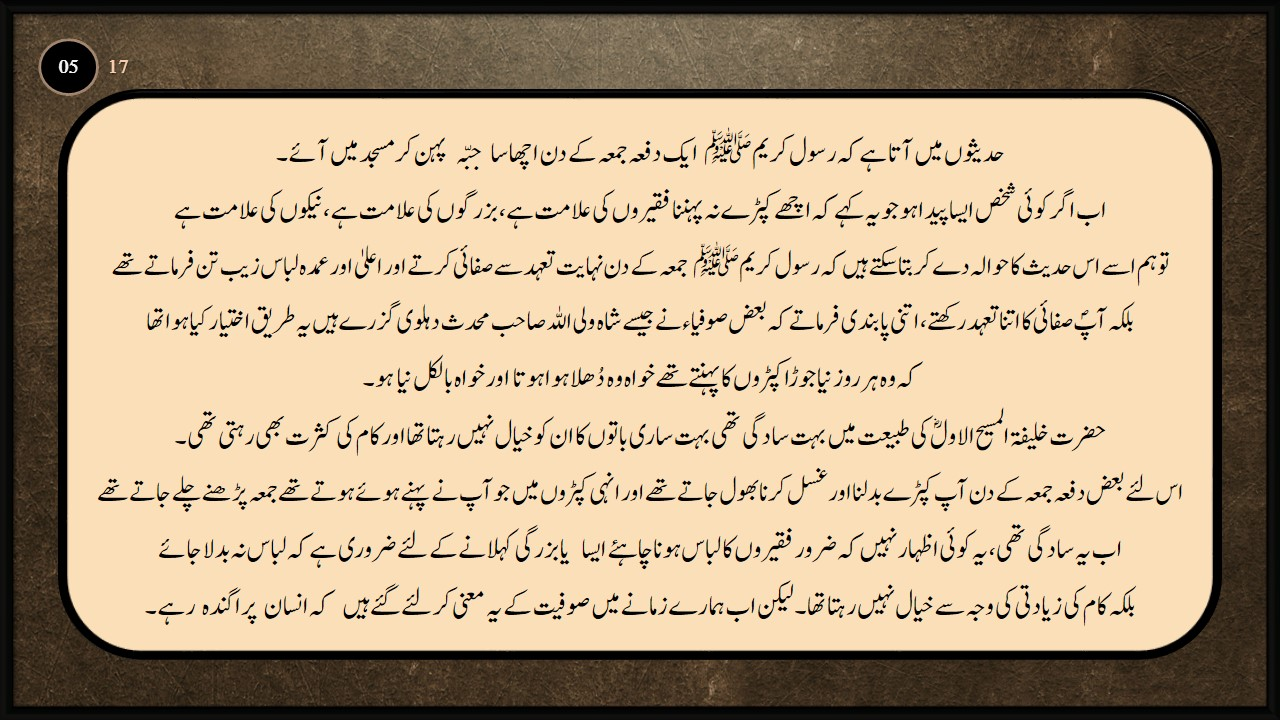 05 17
حدیثوں میں آتا ہے کہ رسول کریم ﷺ ایک دفعہ جمعہ کے دن اچھا سا جبّہ پہن کر مسجد میں آئے۔
اب اگر کوئی شخص ایسا پیدا ہو جو یہ کہے کہ اچھے کپڑے نہ پہننا فقیروں کی علامت ہے، بزرگوں کی علامت ہے، نیکوں کی علامت ہے
تو ہم اسے اس حدیث کا حوالہ دے کر بتا سکتے ہیں کہ رسول کریم ﷺ جمعہ کے دن نہایت تعہد سے صفائی کرتے اور اعلیٰ اور عمدہ لباس زیب تن فرماتے تھے
بلکہ آپؐ صفائی کا اتنا تعہد رکھتے، اتنی پابندی فرماتے کہ بعض صوفیاء نے جیسے شاہ ولی اللہ صاحب محدث دہلوی گزرے ہیں یہ طریق اختیار کیا ہوا تھا
کہ وہ ہر روز نیا جوڑا کپڑوں کا پہنتے تھے خواہ وہ دُھلا ہوا ہوتا اور خواہ بالکل نیا ہو۔
حضرت خلیفۃ المسیح الاولؓ کی طبیعت میں بہت سادگی تھی بہت ساری باتوں کا ان کو خیال نہیں رہتا تھا اور کام کی کثرت بھی رہتی تھی۔
اس لئے بعض دفعہ جمعہ کے دن آپ کپڑے بدلنا اور غسل کرنا بھول جاتے تھے اور انہی کپڑوں میں جو آپ نے پہنے ہوئے ہوتے تھے جمعہ پڑھنے چلے جاتے تھے
اب یہ سادگی تھی، یہ کوئی اظہار نہیں کہ ضرور فقیروں کا لباس ہونا چاہئے ایسا یا بزرگی کہلانے کے لئے ضروری ہے کہ لباس نہ بدلا جائے
بلکہ کام کی زیادتی کی وجہ سے خیال نہیں رہتا تھا۔ لیکن اب ہمارے زمانے میں صوفیت کے یہ معنی کر لئے گئے ہیں کہ انسان پراگندہ رہے۔